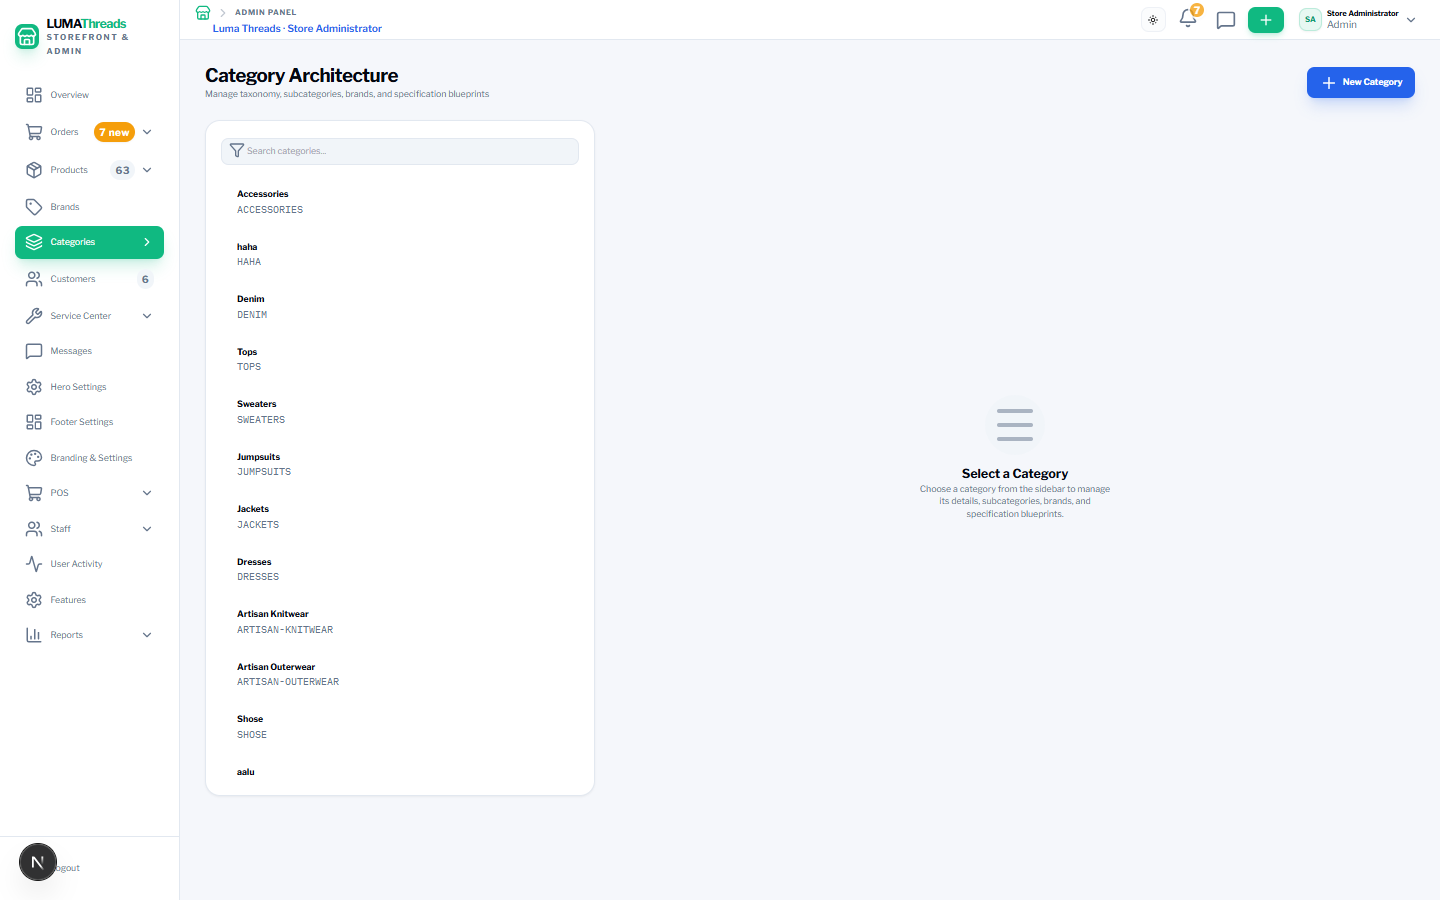 LUMAThreads
STOREFRONT &
ADMIN
Overview
Orders
7 new
Products
63
Brands
Categories
Customers
6
Service Center
Messages
Hero Settings
Footer Settings
Branding & Settings
POS
Staff
User Activity
Features
Reports
N
ogout
ADMIN PANEL
Luma Threads · Store Administrator
7
SA
Store Administrator
Admin
Category Architecture
Manage taxonomy, subcategories, brands, and specification blueprints
New Category
Search categories...
Accessories
ACCESSORIES
haha
HAHA
Denim
DENIM
Tops
TOPS
Sweaters
SWEATERS
Jumpsuits
JUMPSUITS
Jackets
JACKETS
Dresses
DRESSES
Artisan Knitwear
ARTISAN-KNITWEAR
Artisan Outerwear
ARTISAN-OUTERWEAR
Shose
SHOSE
aalu
Select a Category
Choose a category from the sidebar to manage
its details, subcategories, brands, and
specification blueprints.